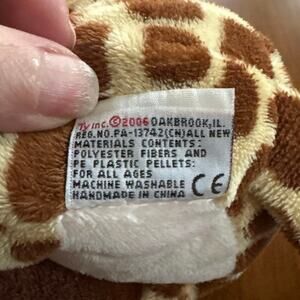 Ty Inc. ©2006 OAKBROOK,IL.
REG.NO.PA-13742(CN)ALL NEW
MATERIALS CONTENTS:
POLYESTER FIBERS AND
PE PLASTIC PELLETS:
FOR ALL AGES
MACHINE WASHABLE
HANDMADE IN CHINA CE